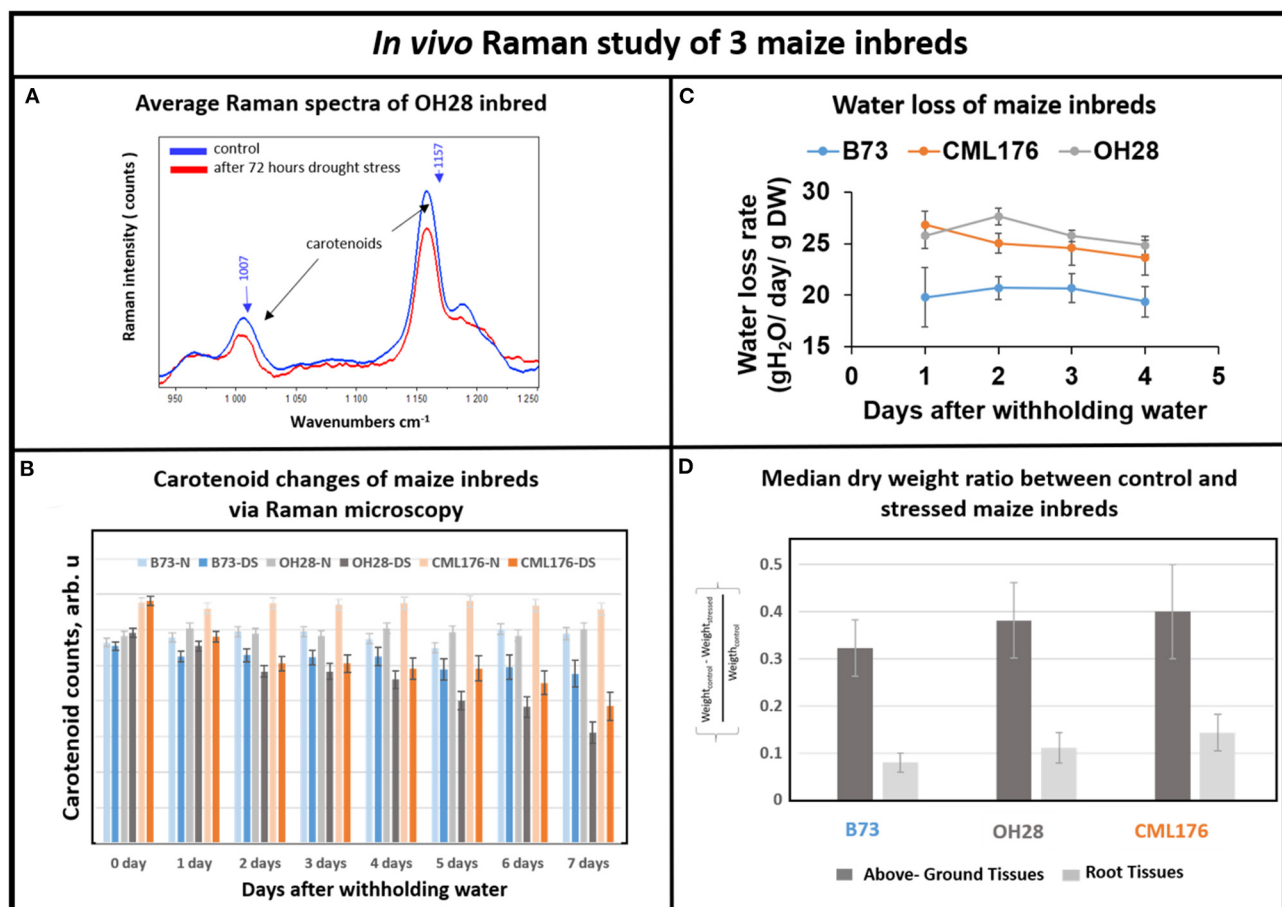 In vivo Raman study of 3 maize inbreds
A
Average Raman spectra of OH28 inbred
control
after 72 hours drought stress
1157
carotenoids
1007
Raman intensity ( counts )
950 1 000 1 050 1 100 1 150 1 200 1 250
Wavenumbers cm-1
C
Water loss of maize inbreds
B73 CML176 OH28
Water loss rate
(gH2O/ day/ g DW)
30
25
20
15
0 1 2 3 4 5
Days after withholding water
B
Carotenoid changes of maize inbreds
via Raman microscopy
B73-N B73-DS OH28-N OH28-DS CML176-N CML176-DS
Carotenoid counts, arb. u
0 day 1 day 2 days 3 days 4 days 5 days 6 days 7 days
Days after withholding water
D
Median dry weight ratio between control and
stressed maize inbreds
Weightcontrol - Weightstressed
Weigthcontrol
0.5
0.4
0.3
0.2
0.1
0
B73 OH28 CML176
Above- Ground Tissues Root Tissues